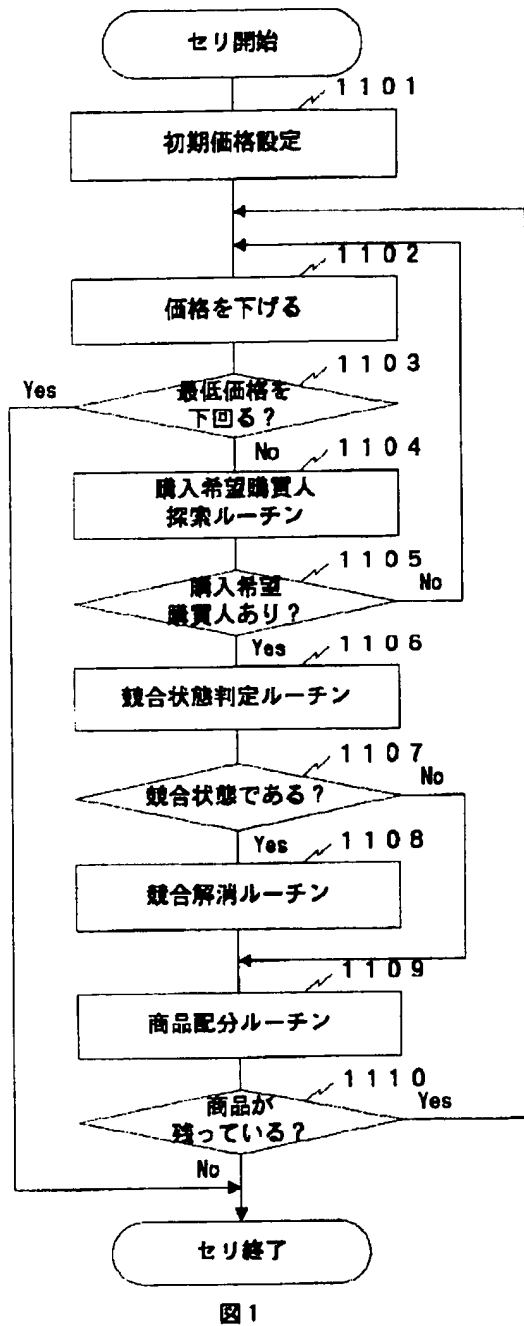 セリ開始
1101
初期価格設定
1102
価格を下げる
1103
Yes
最低価格を
下回る?
No
1104
購入希望購買人
探索ルーチン
1105
購入希望
購買人あり?
No
Yes
1106
競合状態判定ルーチン
1107
競合状態である?
No
Yes
1108
競合解消ルーチン
1109
商品配分ルーチン
1110
商品が
残っている?
Yes
No
セリ終了
図1